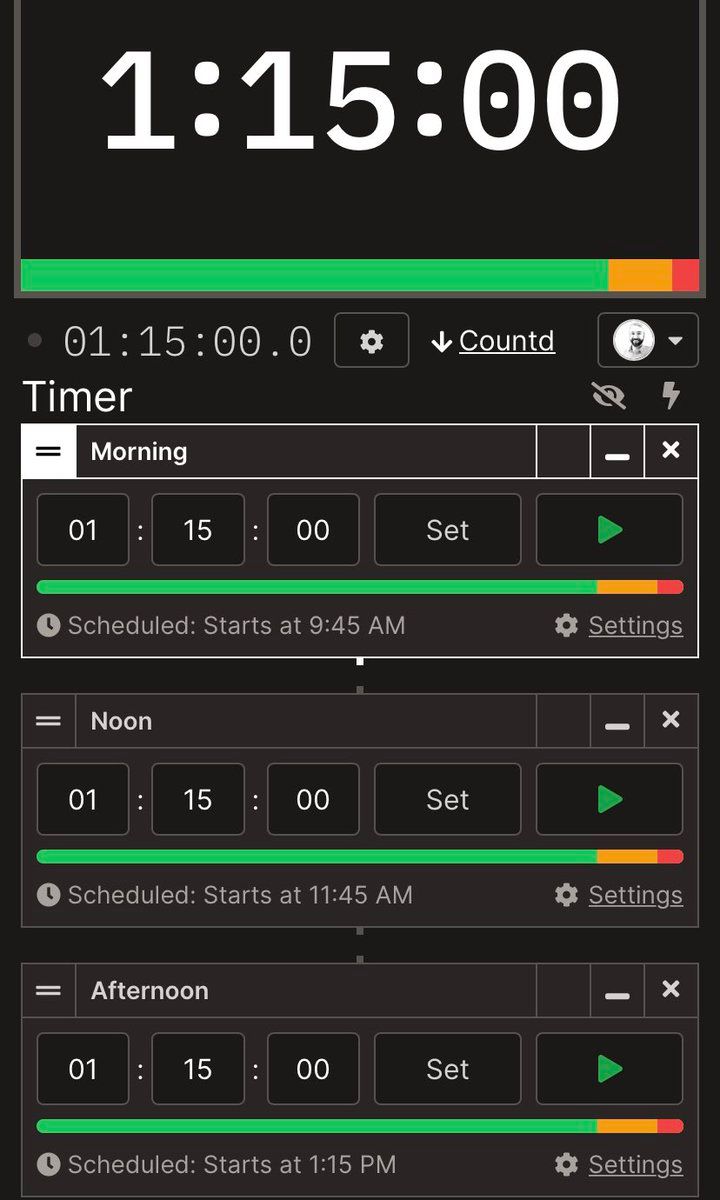 1:15:00
01:15:00.0 Countd
Timer
Morning
01 : 15 : 00 Set
Scheduled: Starts at 9:45 AM Settings
Noon
01 : 15 : 00 Set
Scheduled: Starts at 11:45 AM Settings
Afternoon
01 : 15 : 00 Set
Scheduled: Starts at 1:15 PM Settings